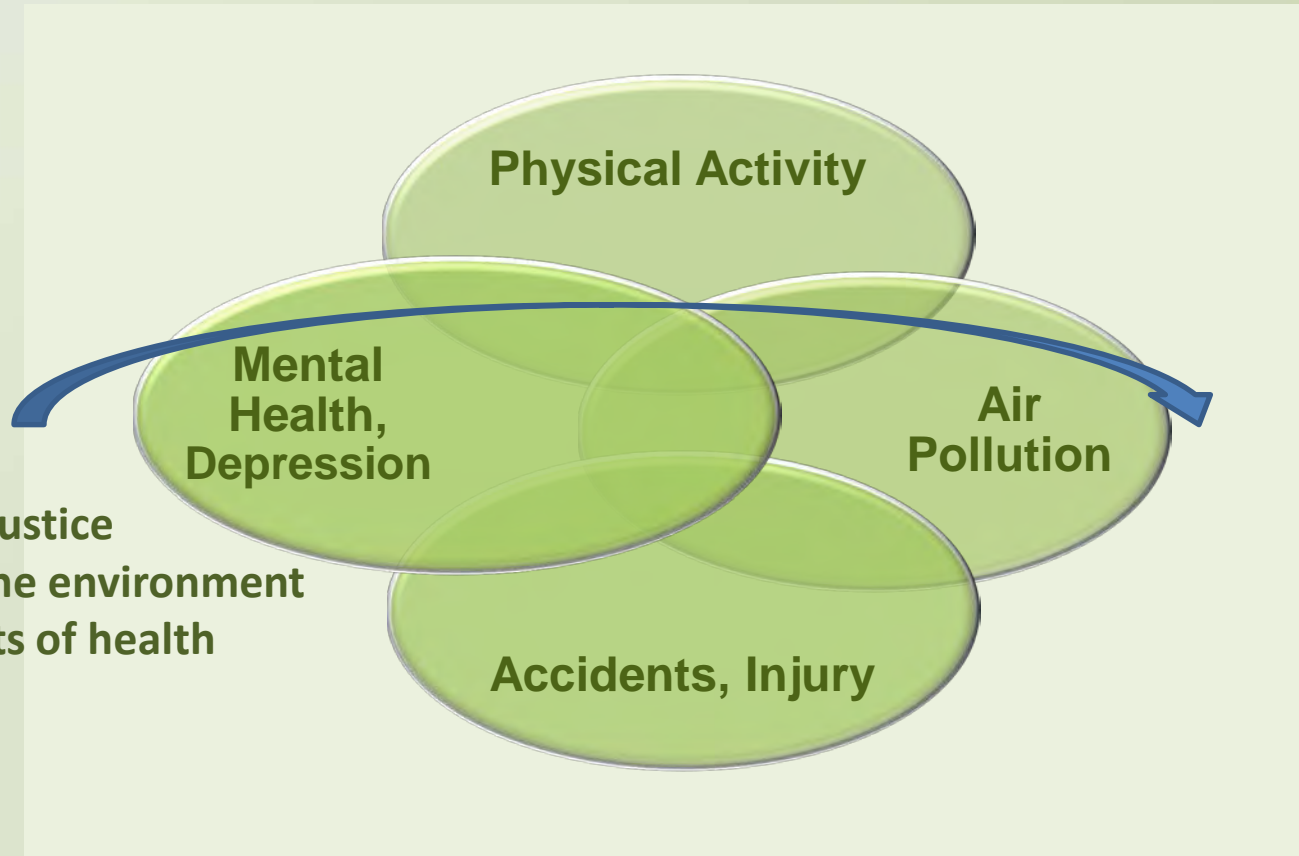 Physical Activity
Mental
Health,
Depression
Air
Pollution
environment
of health
Accidents, Injury